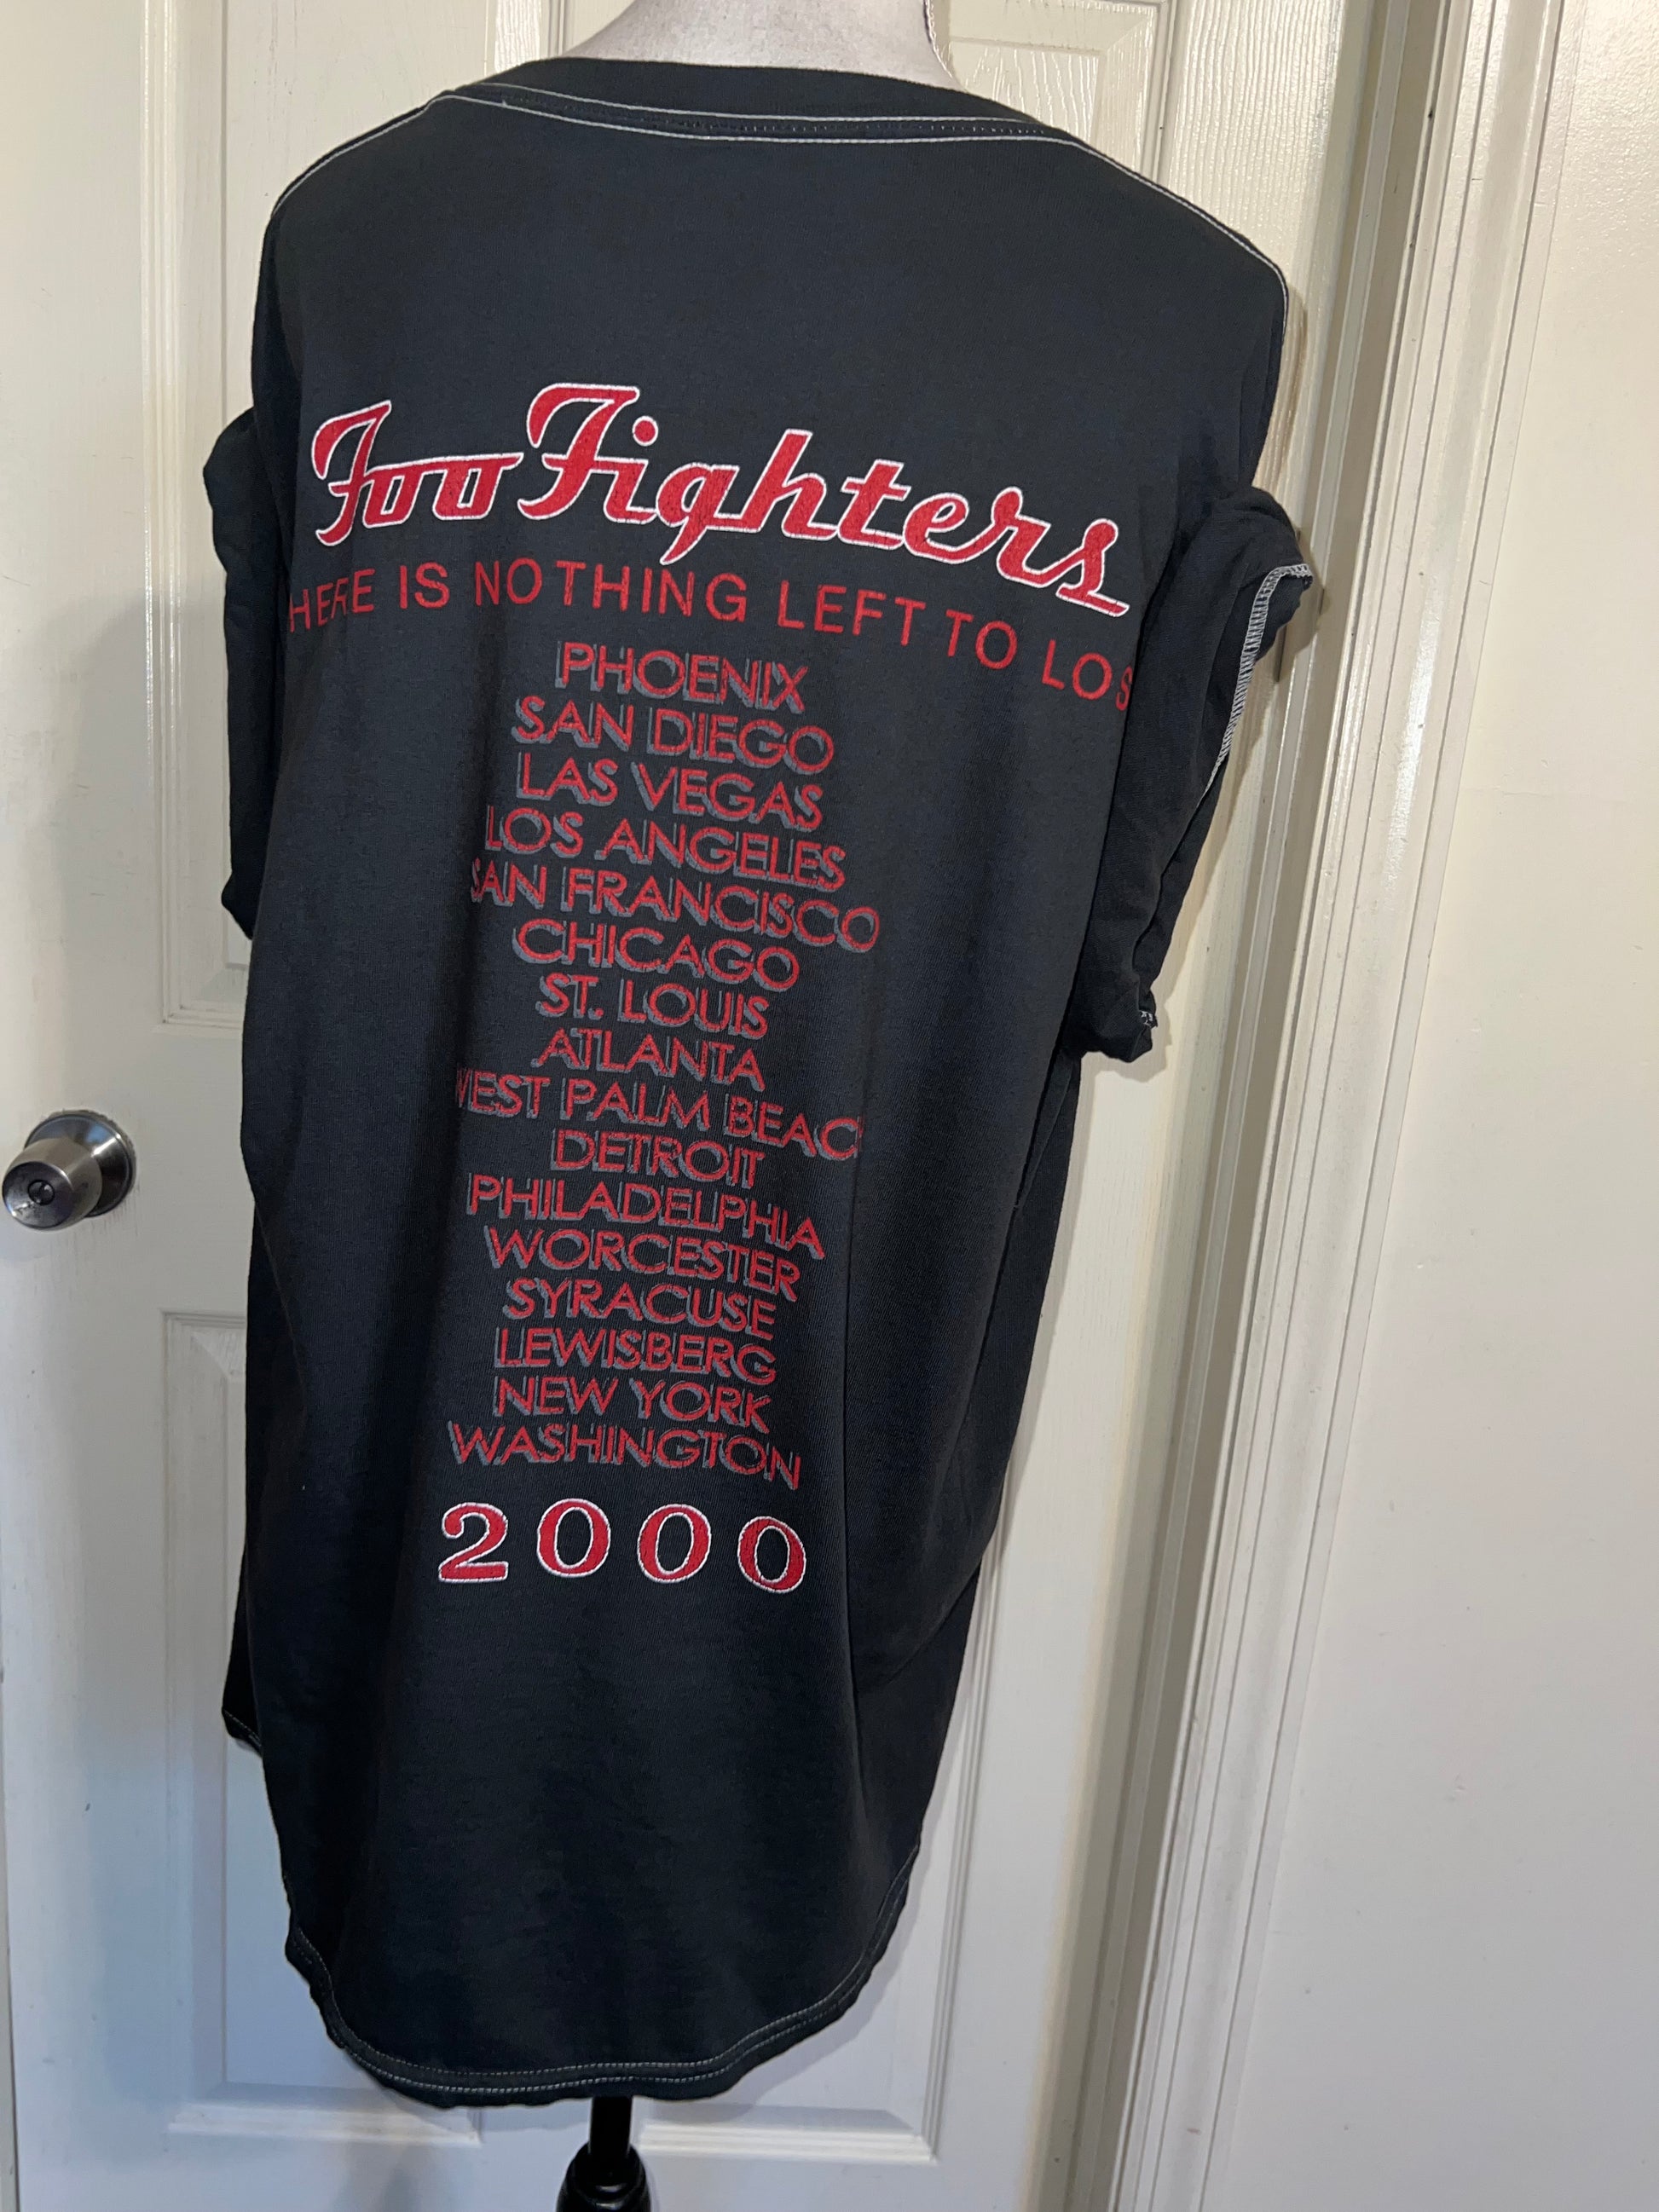 Foo Fighters
HERE IS NOTHING LEFT TO LOS
PHOENIX
SAN DIEGO
LAS VEGAS
LOS ANGELES
SAN FRANCISCO
CHICAGO
ST. LOUIS
ATLANTA
WEST PALM BEAC
DETROIT
PHILADELPHIA
WORCESTER
SYRACUSE
LEWISBERG
NEW YORK
WASHINGTON
2000